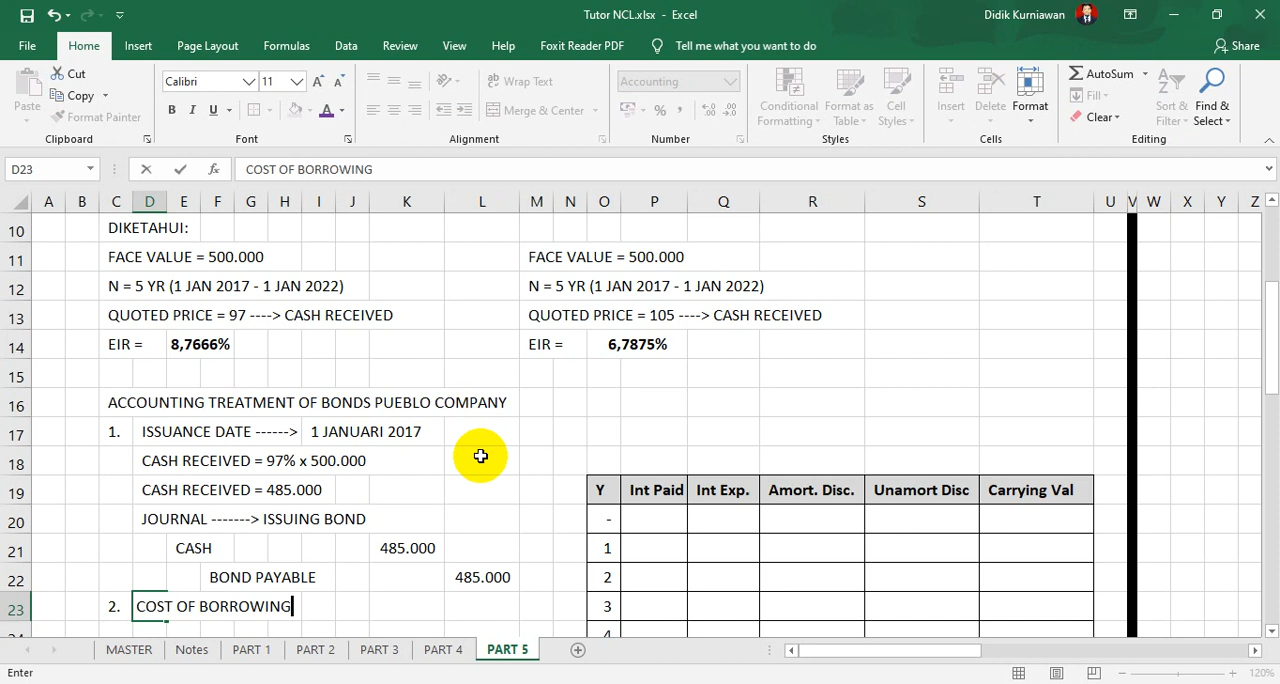 Tutor NCL.xlsx - Excel
Didik Kurniawan
File Home Insert Page Layout Formulas Data Review View Help Foxit Reader PDF Tell me what you want to do Share
Paste Cut Copy Format Painter Clipboard
Calibri 11 B I U Font
Wrap Text Merge & Center Alignment
Accounting % Number
Conditional Formatting Format as Table Cell Styles Styles
Insert Delete Format Cells
AutoSum Fill Clear Sort & Filter Find & Select Editing
D23 fx COST OF BORROWING
A B C D E F G H I J K L M N O P Q R S T U V W X Y Z
10 DIKETAHUI:
11 FACE VALUE = 500.000 FACE VALUE = 500.000
12 N = 5 YR (1 JAN 2017 - 1 JAN 2022) N = 5 YR (1 JAN 2017 - 1 JAN 2022)
13 QUOTED PRICE = 97 ----> CASH RECEIVED QUOTED PRICE = 105 ----> CASH RECEIVED
14 EIR = 8,7666% EIR = 6,7875%
15
16 ACCOUNTING TREATMENT OF BONDS PUEBLO COMPANY
17 1. ISSUANCE DATE ------> 1 JANUARI 2017
18 CASH RECEIVED = 97% x 500.000
19 CASH RECEIVED = 485.000 Y Int Paid Int Exp. Amort. Disc. Unamort Disc Carrying Val
20 JOURNAL -------> ISSUING BOND -
21 CASH 485.000 1
22 BOND PAYABLE 485.000 2
23 2. COST OF BORROWING 3
24 4
MASTER Notes PART 1 PART 2 PART 3 PART 4 PART 5
Enter 120%